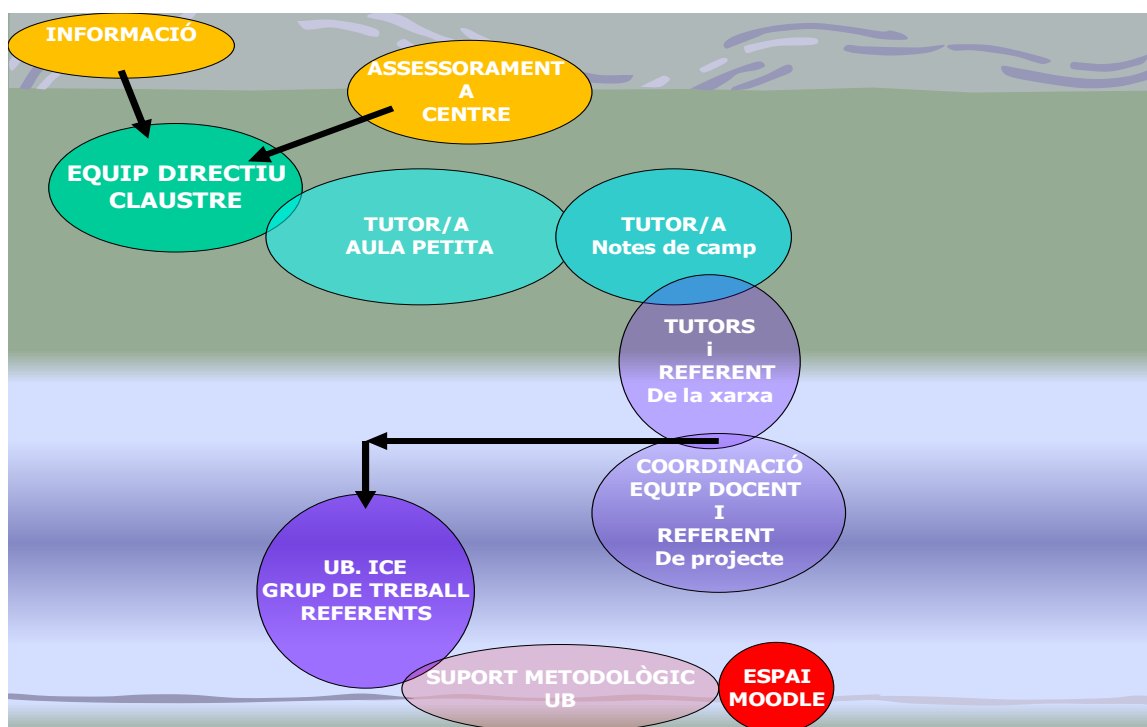 INFORMACIÓ
ASSESSORAMENT
A
CENTRE
EQUIP DIRECTIU
CLAUSTRE
TUTOR/A
AULA PETITA
TUTOR/A
Notes de camp
TUTORS
i
REFERENT
De la xarxa
COORDINACIÓ
EQUIP DOCENT
I
REFERENT
De projecte
UB. ICE
GRUP DE TREBALL
REFERENTS
SUPORT METODOLÒGIC
UB
ESPAI
MOODLE